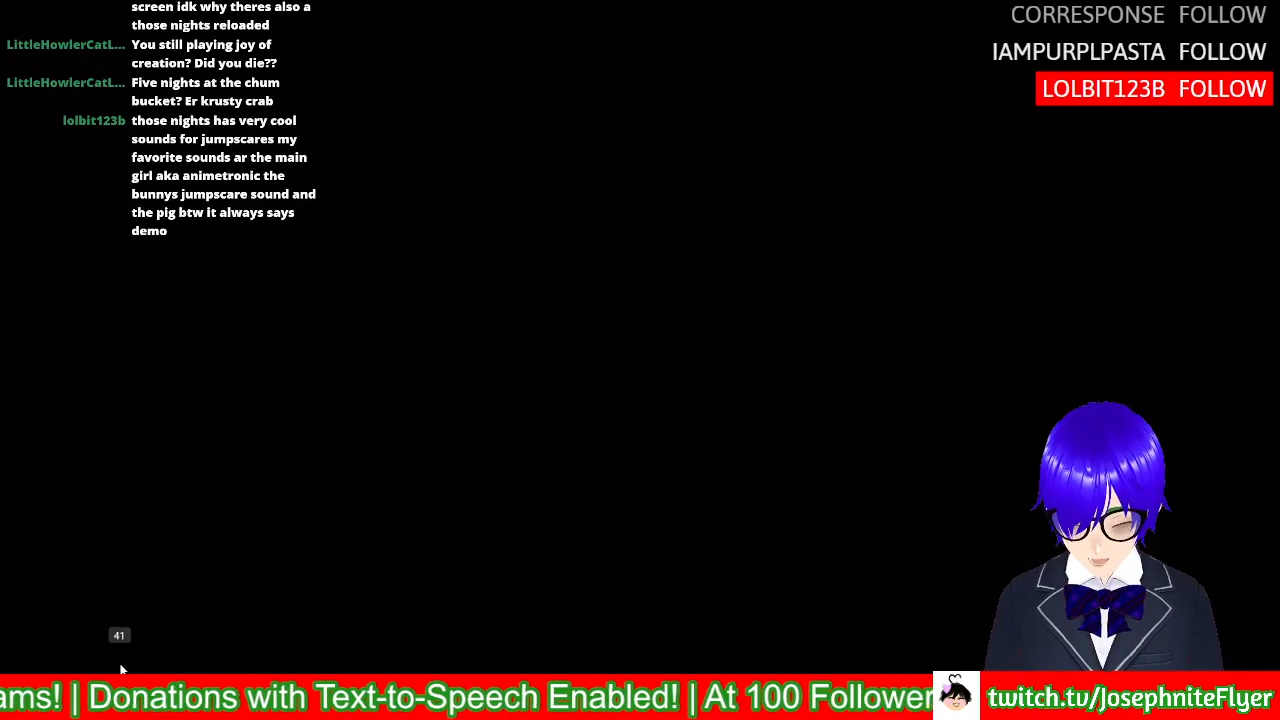 screen idk why theres also a
those nights reloaded
LittleHowlerCatL... You still playing joy of
creation? Did you die??
LittleHowlerCatL... Five nights at the chum
bucket? Er krusty crab
lolbit123b those nights has very cool
sounds for jumpscares my
favorite sounds ar the main
girl aka animetronic the
bunnys jumpscare sound and
the pig btw it always says
demo
CORRESPONSE FOLLOW
IAMPURPLPASTA FOLLOW
LOLBIT123B FOLLOW
41
ams! | Donations with Text-to-Speech Enabled! | At 100 Follower
twitch.tv/JosephniteFlyer